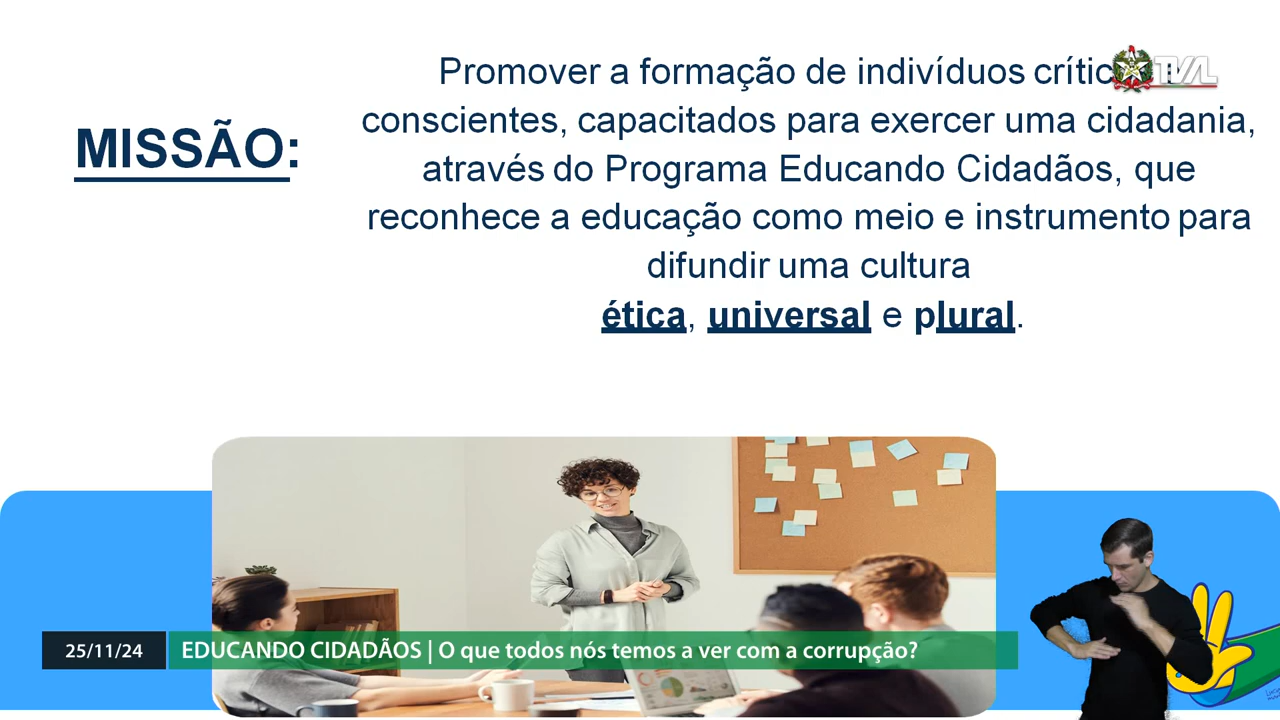 MISSÃO:
Promover a formação de indivíduos
conscientes, capacitados para exercer uma cidadania,
através do Programa Educando Cidadãos, que
reconhece a educação como meio e instrumento para
difundir uma cultura
ética, universal e plural.
TVAL
25/11/24
EDUCANDO CIDADÃOS | O que todos nós temos a ver com a corrupção?